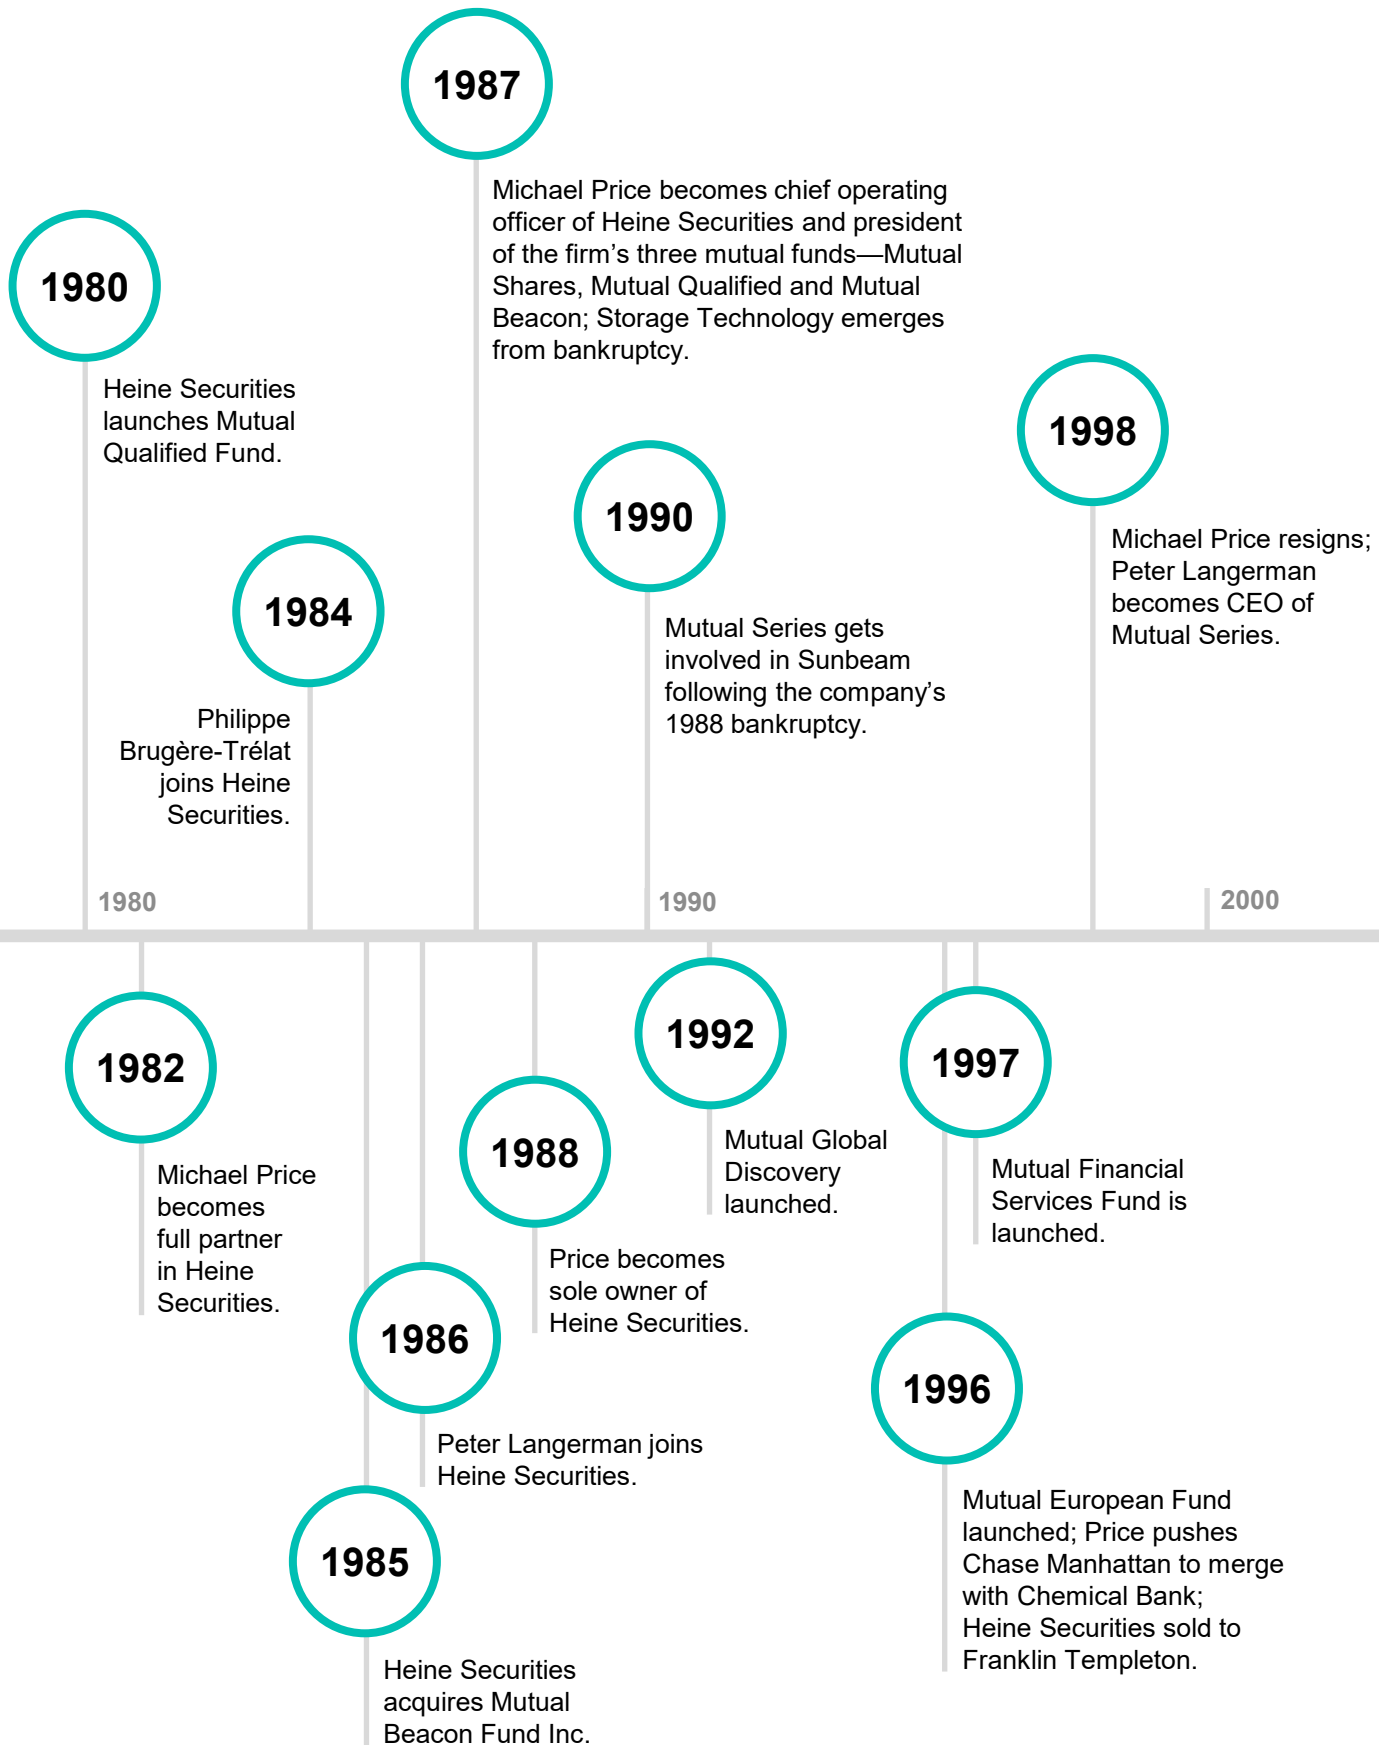 1987
Michael Price becomes chief operating
officer of Heine Securities and president
of the firm’s three mutual funds—Mutual
Shares, Mutual Qualified and Mutual
Beacon; Storage Technology emerges
from bankruptcy.
1980
Heine Securities
launches Mutual
Qualified Fund.
1998
Michael Price resigns;
Peter Langerman
becomes CEO of
Mutual Series.
1990
Mutual Series gets
involved in Sunbeam
following the company’s
1988 bankruptcy.
1984
Philippe
Brugère-Trélat
joins Heine
Securities.
1980
1990
2000
1982
Michael Price
becomes
full partner
in Heine
Securities.
1992
Mutual Global
Discovery
launched.
1997
Mutual Financial
Services Fund is
launched.
1988
Price becomes
sole owner of
Heine Securities.
1986
Peter Langerman joins
Heine Securities.
1996
Mutual European Fund
launched; Price pushes
Chase Manhattan to merge
with Chemical Bank;
Heine Securities sold to
Franklin Templeton.
1985
Heine Securities
acquires Mutual
Beacon Fund Inc.